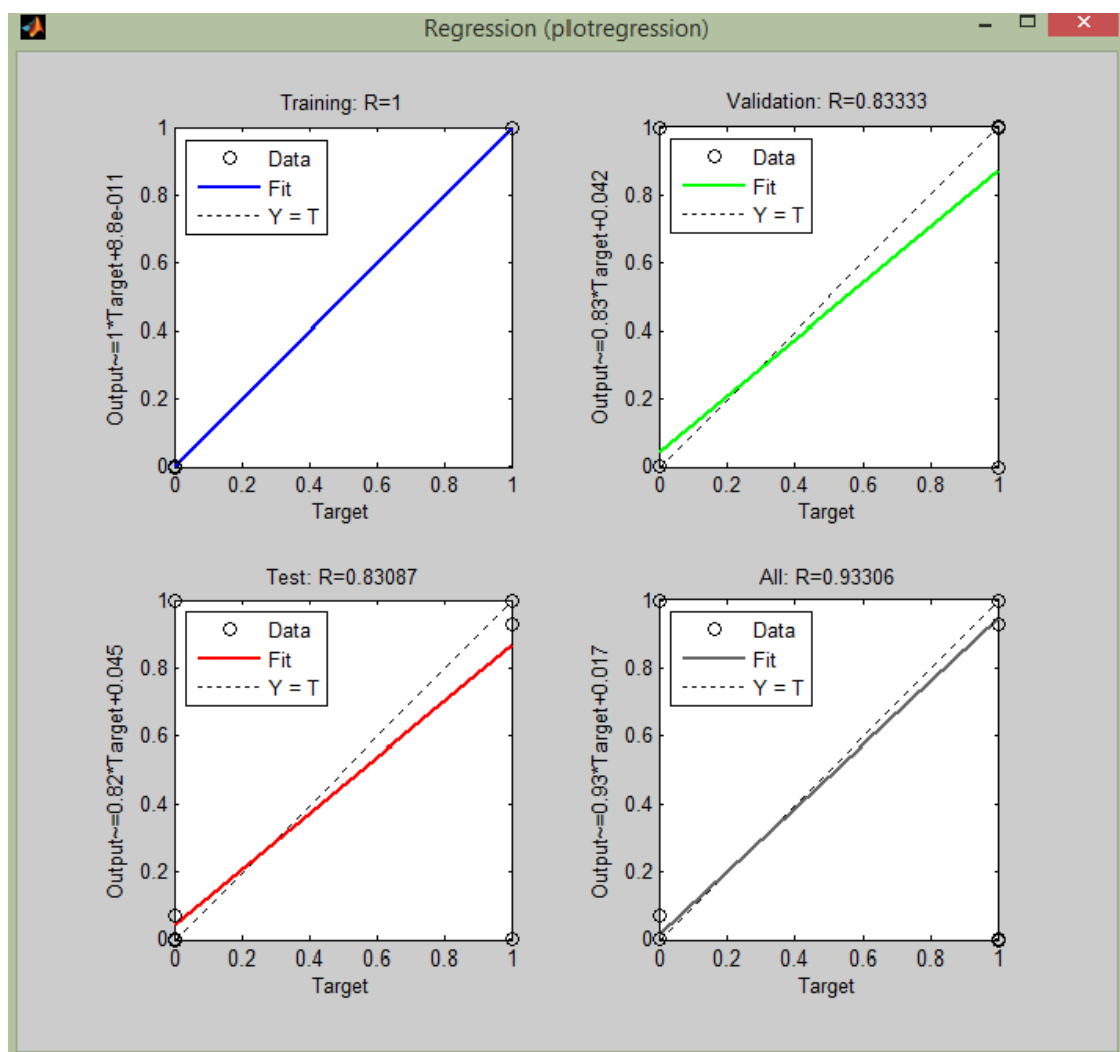 Regression (plotregression)
Training: R=1
Output~=1*Target+8.8e-011
1
0.8
0.6
0.4
0.2
0
Data
Fit
Y = T
0 0.2 0.4 0.6 0.8 1
Target
Validation: R=0.83333
Output~=0.83*Target+0.042
1
0.8
0.6
0.4
0.2
0
Data
Fit
Y = T
0 0.2 0.4 0.6 0.8 1
Target
Test: R=0.83087
Output~=0.82*Target+0.045
1
0.8
0.6
0.4
0.2
0
Data
Fit
Y = T
0 0.2 0.4 0.6 0.8 1
Target
All: R=0.93306
Output~=0.93*Target+0.017
1
0.8
0.6
0.4
0.2
0
Data
Fit
Y = T
0 0.2 0.4 0.6 0.8 1
Target